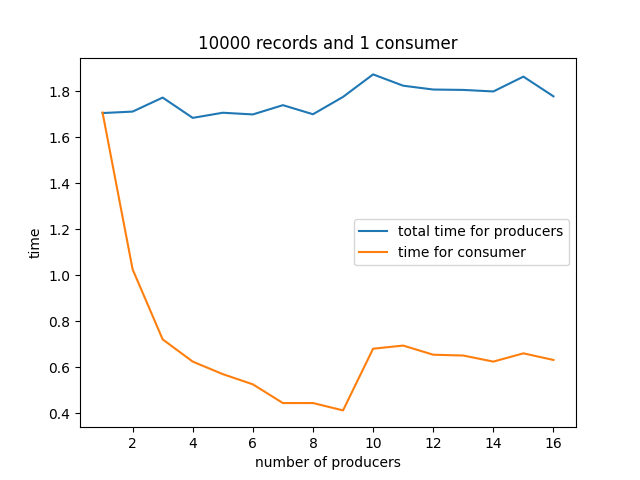 10000 records and 1 consumer
1.8
1.6
1.4
1.2
1.0
0.8
0.6
0.4
time
total time for producers
time for consumer
2 4 6 8 10 12 14 16
number of producers